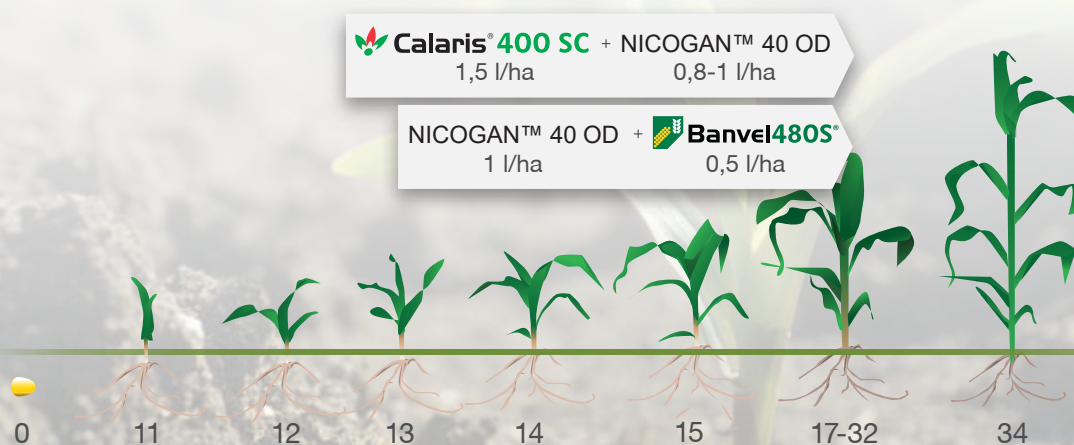 Calaris® 400 SC + NICOGAN™ 40 OD
1,5 l/ha 0,8-1 l/ha
NICOGAN™ 40 OD + Banvel480S®
1 l/ha 0,5 l/ha
0 11 12 13 14 15 17-32 34